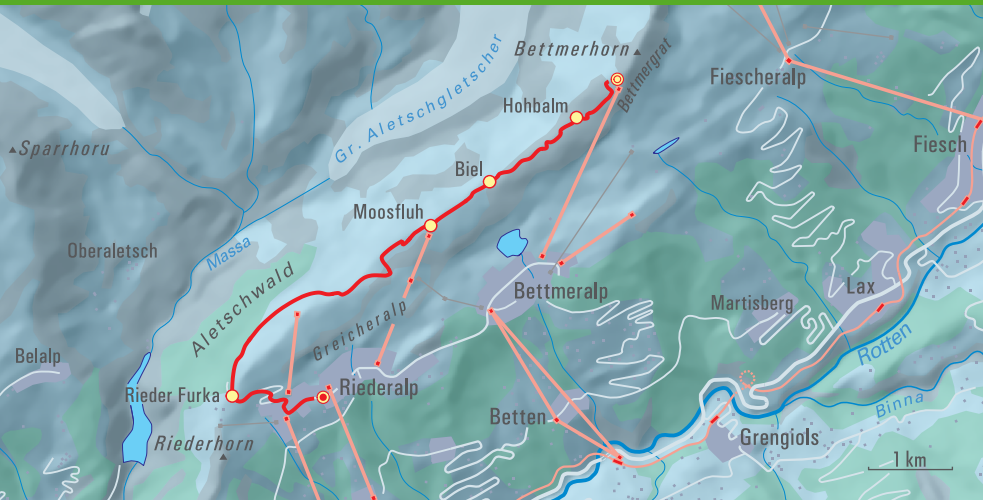 Bettmerhorn
Bettmergrat
Fiescheralp
Gr. Aletschgletscher
Hohbalm
Fiesch
Sparrhoru
Biel
Moosfluh
Oberaletsch
Massa
Aletschwald
Bettmeralp
Lax
Martisberg
Greicheralp
Rotten
Belalp
Rieder Furka
Riederalp
Binna
Betten
Riederhorn
Grengiols
1 km